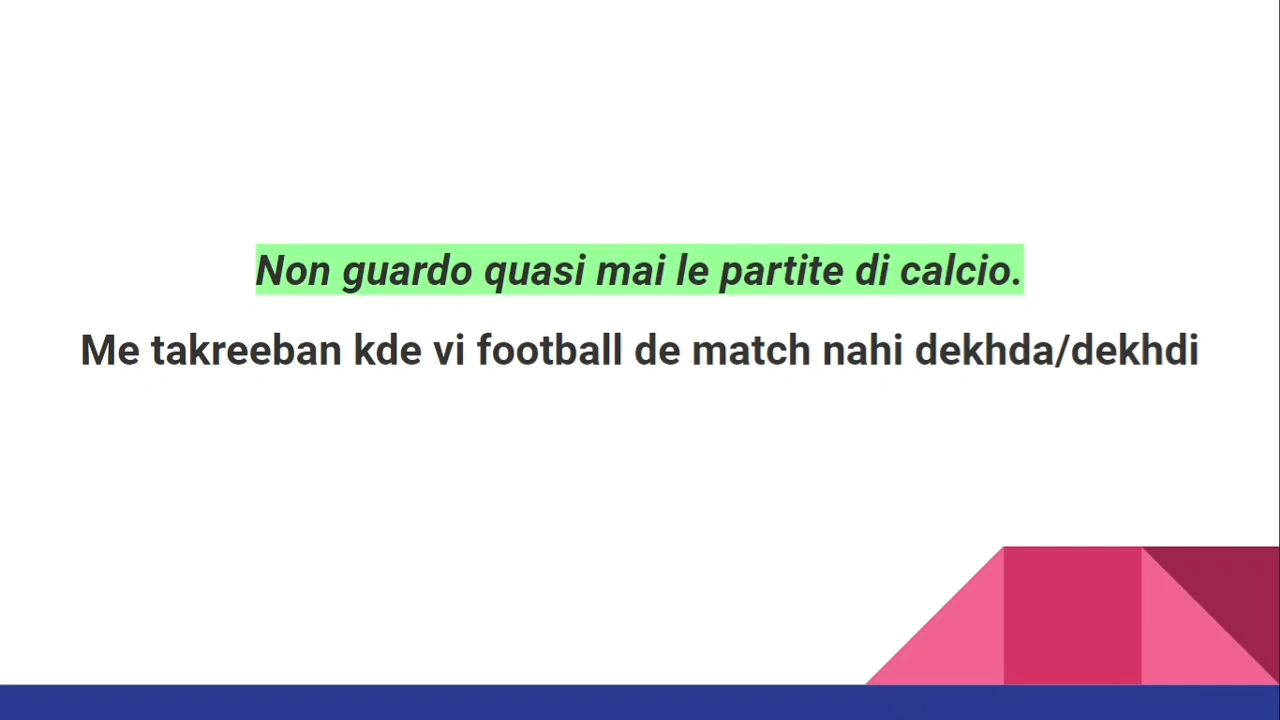 Non guardo quasi mai le partite di calcio.
Me takreeban kde vi football de match nahi dekhda/dekhdi